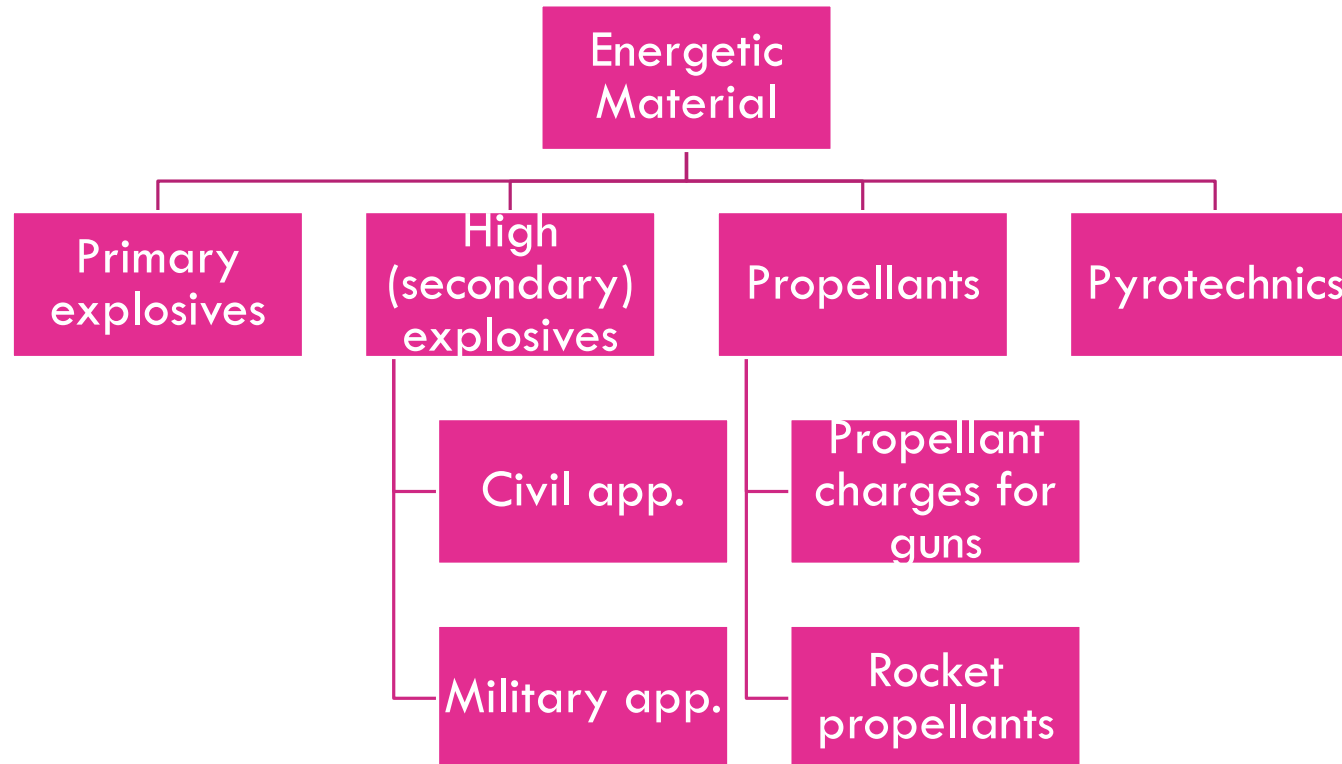 Energetic
Material
Primary
explosives
High
(secondary)
explosives
Propellants
Pyrotechnics
Civil app.
Military app.
Propellant
charges for
guns
Rocket
propellants